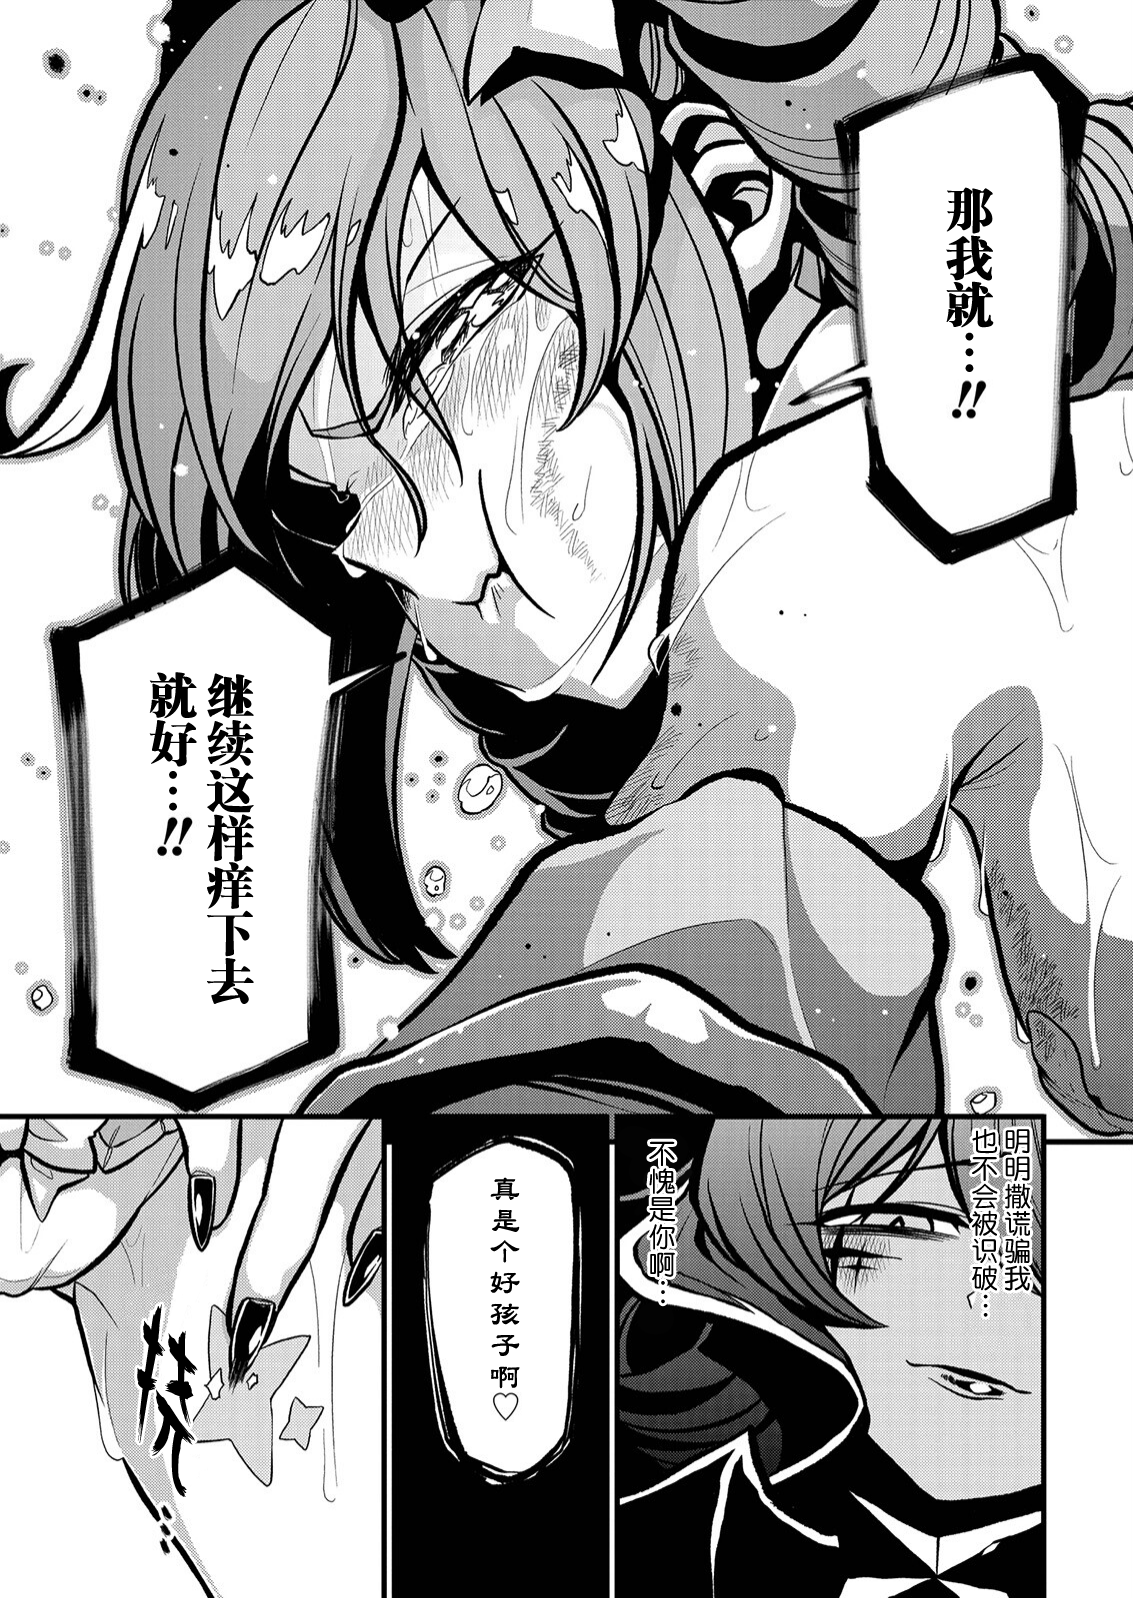 那我就…!!
继续这样痒下去
就好…!!
明明撒谎骗我
也不会被识破…
不愧是你啊…
真是个好孩子啊♡